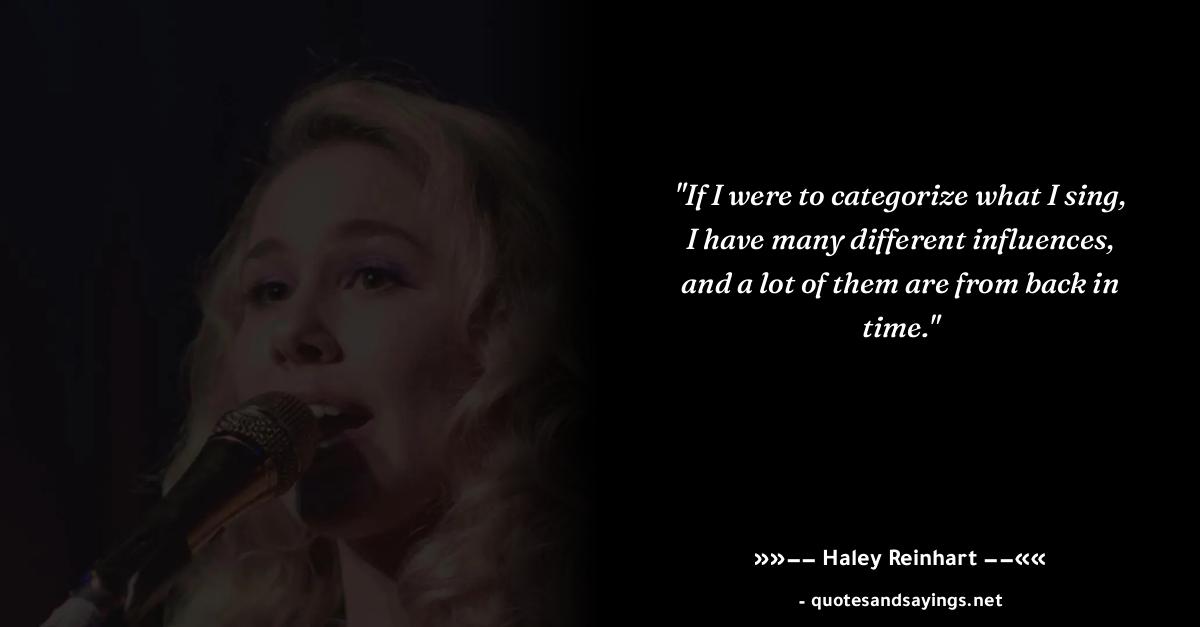 "If I were to categorize what I sing,
I have many different influences,
and a lot of them are from back in
time."
»»−− Haley Reinhart −−««
- quotesandsayings.net